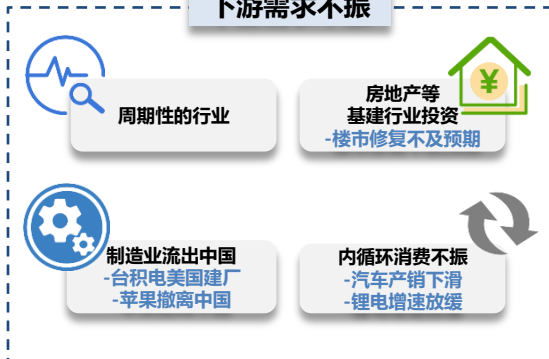 下游需求不振
周期性的行业
房地产等
基建行业投资
-楼市修复不及预期
¥
制造业流出中国
-台积电美国建厂
-苹果撤离中国
内循环消费不振
-汽车产销下滑
-锂电增速放缓